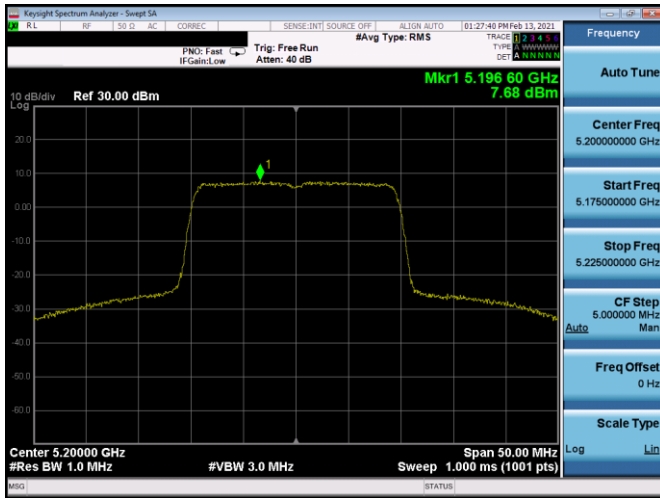 Keysight Spectrum Analyzer - Swept SA
RL RF 50 Ω AC CORREC SENSE:INT SOURCE OFF ALIGN AUTO 01:27:40 PM Feb 13, 2021
#Avg Type: RMS
TRACE 1 2 3 4 5 6
TYPE A WWWWW
DET A N N N N N
PNO: Fast
IFGain:Low
Trig: Free Run
Atten: 40 dB
Mkr1 5.196 60 GHz
7.68 dBm
10 dB/div
Log
Ref 30.00 dBm
20.0
10.0
0.00
-10.0
-20.0
-30.0
-40.0
-50.0
-60.0
1
Center 5.20000 GHz
Span 50.00 MHz
#Res BW 1.0 MHz
#VBW 3.0 MHz
Sweep 1.000 ms (1001 pts)
MSG
STATUS
Frequency
Auto Tune
Center Freq
5.200000000 GHz
Start Freq
5.175000000 GHz
Stop Freq
5.225000000 GHz
CF Step
5.000000 MHz
Auto Man
Freq Offset
0 Hz
Scale Type
Log Lin